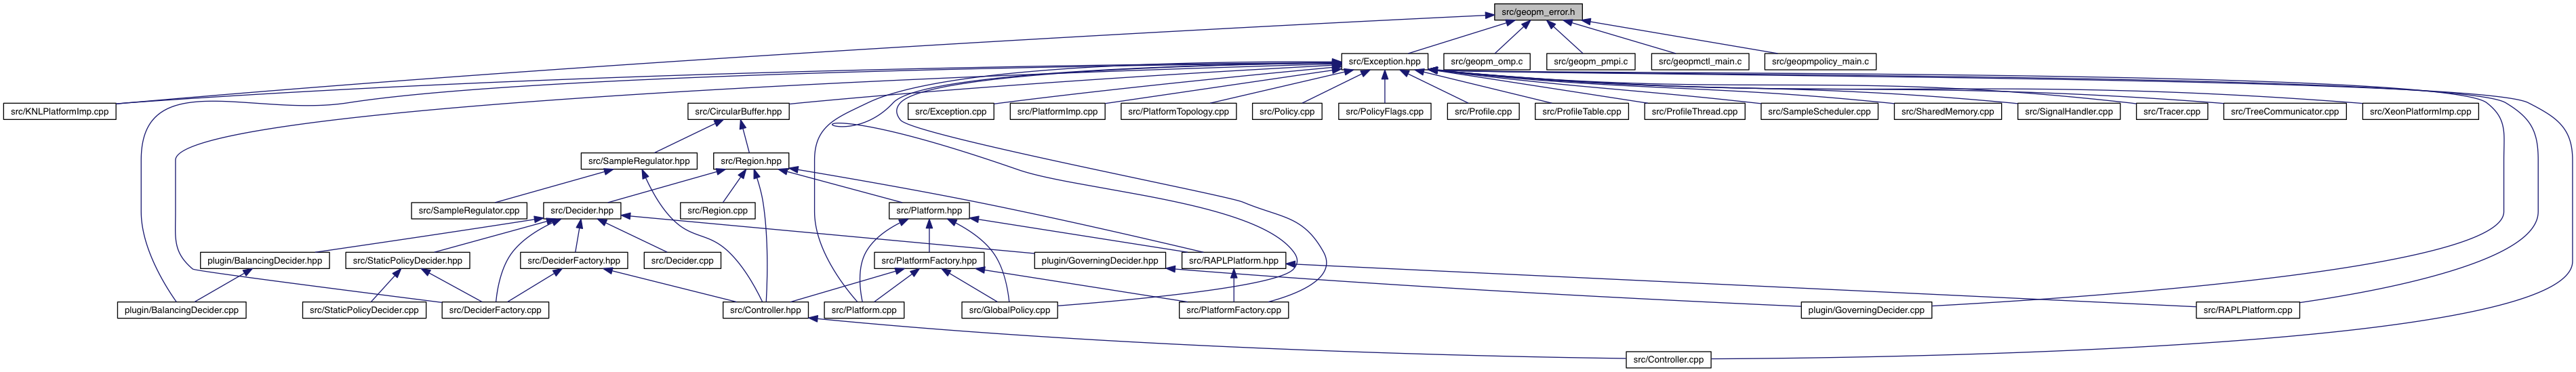 src/geopm_error.h
src/Exception.hpp
src/geopm_omp.c
src/geopm_pmpi.c
src/geopmctl_main.c
src/geopmpolicy_main.c
src/KNLPlatformImp.cpp
src/CircularBuffer.hpp
src/Exception.cpp
src/PlatformImp.cpp
src/PlatformTopology.cpp
src/Policy.cpp
src/PolicyFlags.cpp
src/Profile.cpp
src/ProfileTable.cpp
src/ProfileThread.cpp
src/SampleScheduler.cpp
src/SharedMemory.cpp
src/SignalHandler.cpp
src/Tracer.cpp
src/TreeCommunicator.cpp
src/XeonPlatformImp.cpp
src/SampleRegulator.hpp
src/Region.hpp
src/SampleRegulator.cpp
src/Decider.hpp
src/Region.cpp
src/Platform.hpp
plugin/BalancingDecider.hpp
src/StaticPolicyDecider.hpp
src/DeciderFactory.hpp
src/Decider.cpp
src/PlatformFactory.hpp
plugin/GoverningDecider.hpp
src/RAPLPlatform.hpp
plugin/BalancingDecider.cpp
src/StaticPolicyDecider.cpp
src/DeciderFactory.cpp
src/Controller.hpp
src/Platform.cpp
src/GlobalPolicy.cpp
src/PlatformFactory.cpp
plugin/GoverningDecider.cpp
src/RAPLPlatform.cpp
src/Controller.cpp